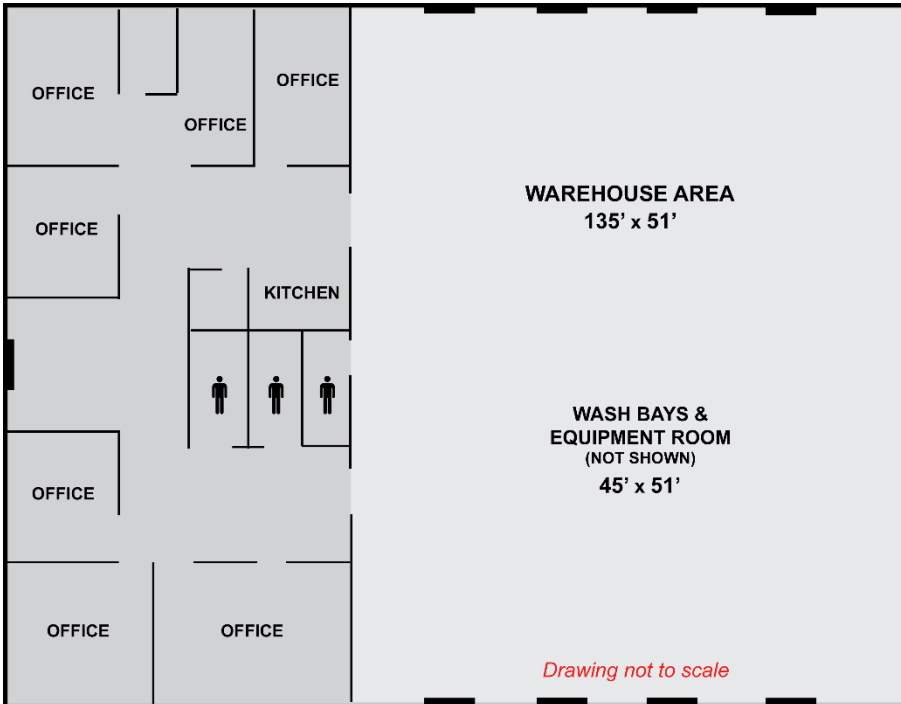 OFFICE
OFFICE
OFFICE
WAREHOUSE AREA
135’ x 51’
OFFICE
KITCHEN
WASH BAYS &
EQUIPMENT ROOM
(NOT SHOWN)
45’ x 51’
OFFICE
OFFICE
OFFICE
Drawing not to scale